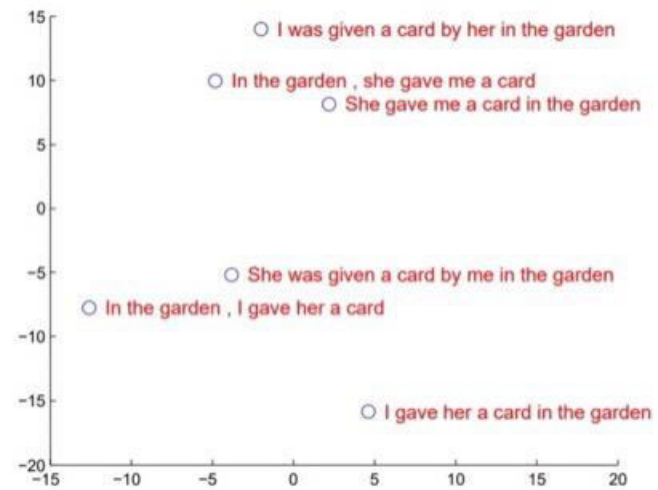 15
I was given a card by her in the garden
10
In the garden , she gave me a card
She gave me a card in the garden
5
0
−5
She was given a card by me in the garden
In the garden , I gave her a card
−10
−15
I gave her a card in the garden
−20
−15 −10 −5 0 5 10 15 20